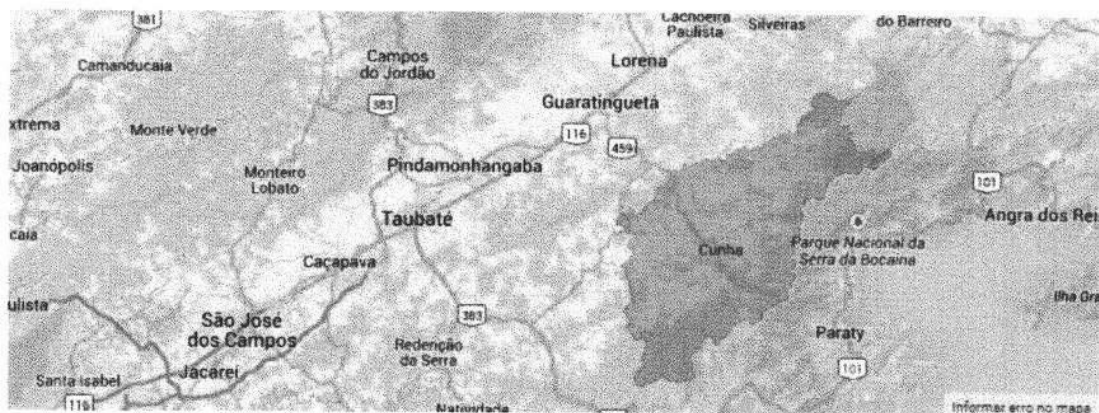 381
Camanducaia
Campos
do Jordão
Cachoeira
Paulista
Silveiras
do Barreiro
Lorena
383
Guaratinguetá
xtrema
Monte Verde
116
459
Joanópolis
Monteiro
Lobato
Pindamonhangaba
101
Taubaté
Angra dos Rei
caia
Caçapava
Cunha
Parque Nacional da
Serra da Bocaina
ulista
São José
dos Campos
383
Ilha Gra
Redenção
da Serra
Paraty
Santa Isabel
Jacareí
101
116
Natividade
Informar erro no mapa